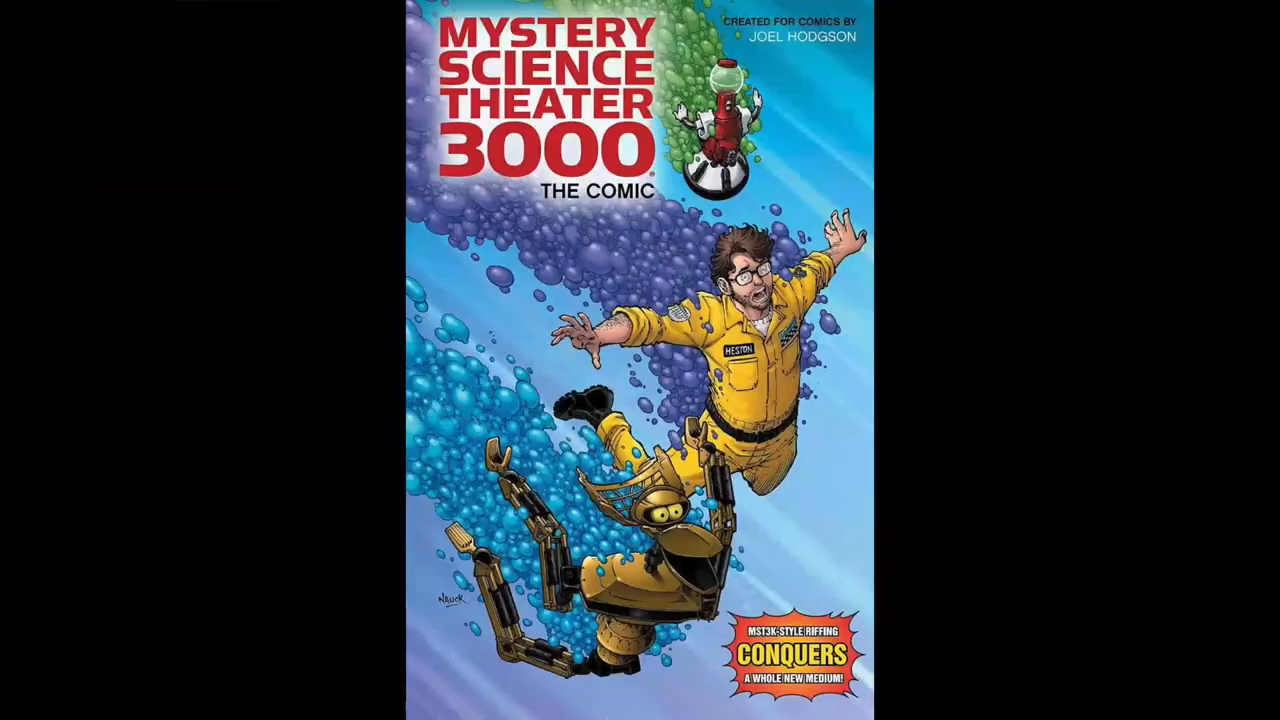 MYSTERY
SCIENCE
THEATER
3000
THE COMIC
CREATED FOR COMICS BY
JOEL HODGSON
HESTON
NAUCK
MST3K-STYLE RIFFING
CONQUERS
A WHOLE NEW MEDIUM!